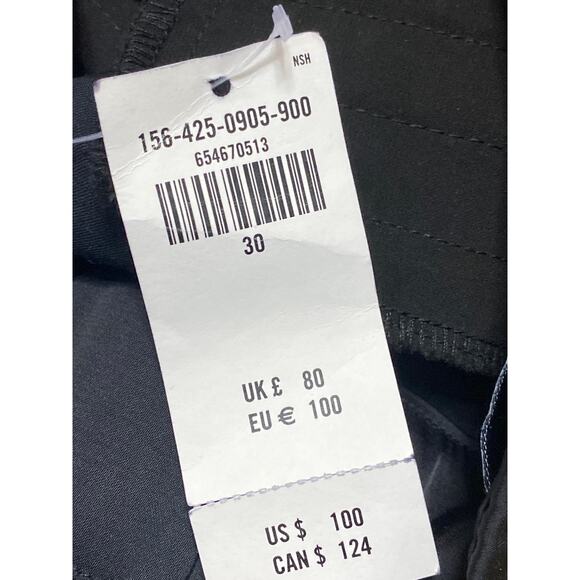 NSH
156-425-0905-900
654670513
30
UK £ 80
EU € 100
US $ 100
CAN $ 124